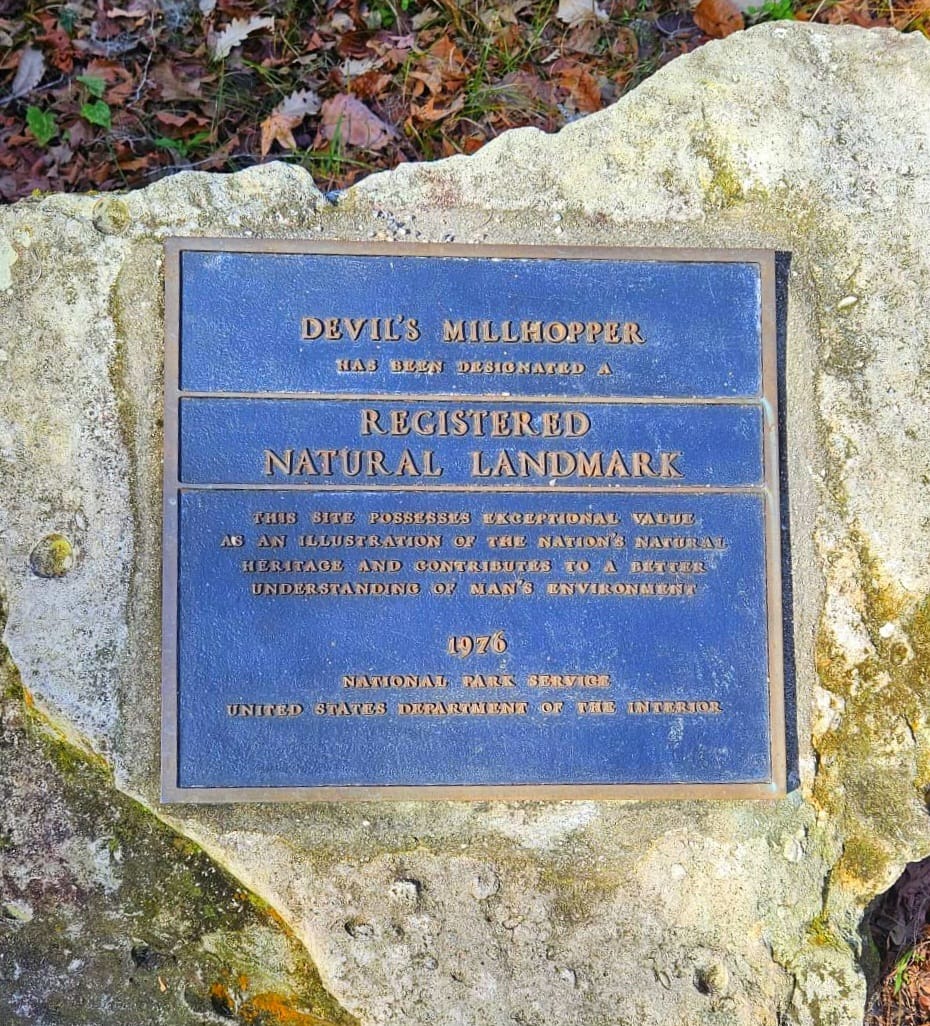 DEVIL'S MILLHOPPER
HAS BEEN DESIGNATED A
REGISTERED
NATURAL LANDMARK
THIS SITE POSSESSES EXCEPTIONAL VALUE
AS AN ILLUSTRATION OF THE NATION'S NATURAL
HERITAGE AND CONTRIBUTES TO A BETTER
UNDERSTANDING OF MAN'S ENVIRONMENT
1976
NATIONAL PARK SERVICE
UNITED STATES DEPARTMENT OF THE INTERIOR